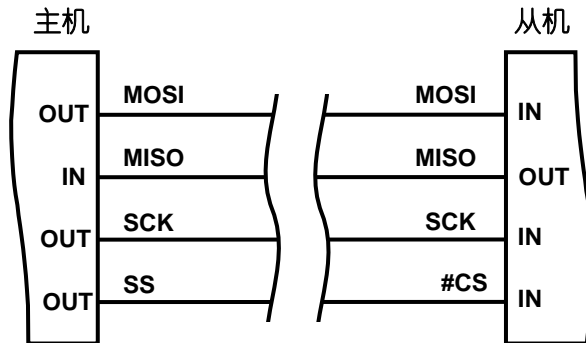 主机 从机
MOSI MOSI
OUT IN
MISO MISO
IN OUT
SCK SCK
OUT IN
SS #CS
OUT IN